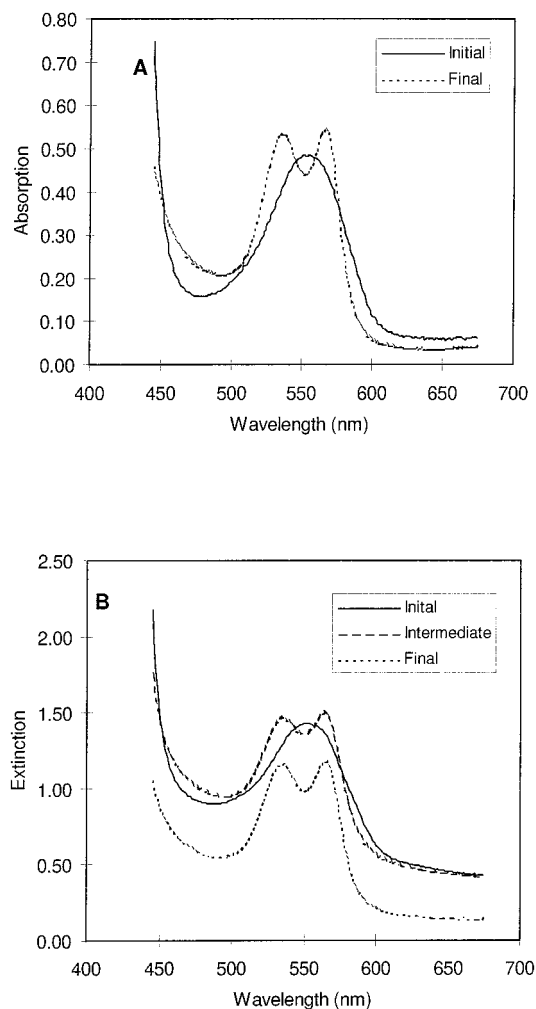 0.80
A
Initial
Final
0.70
0.60
0.50
0.40
0.30
0.20
0.10
0.00
Absorption
400 450 500 550 600 650 700
Wavelength (nm)
2.50
B
Inital
Intermediate
Final
2.00
1.50
1.00
0.50
0.00
Extinction
400 450 500 550 600 650 700
Wavelength (nm)